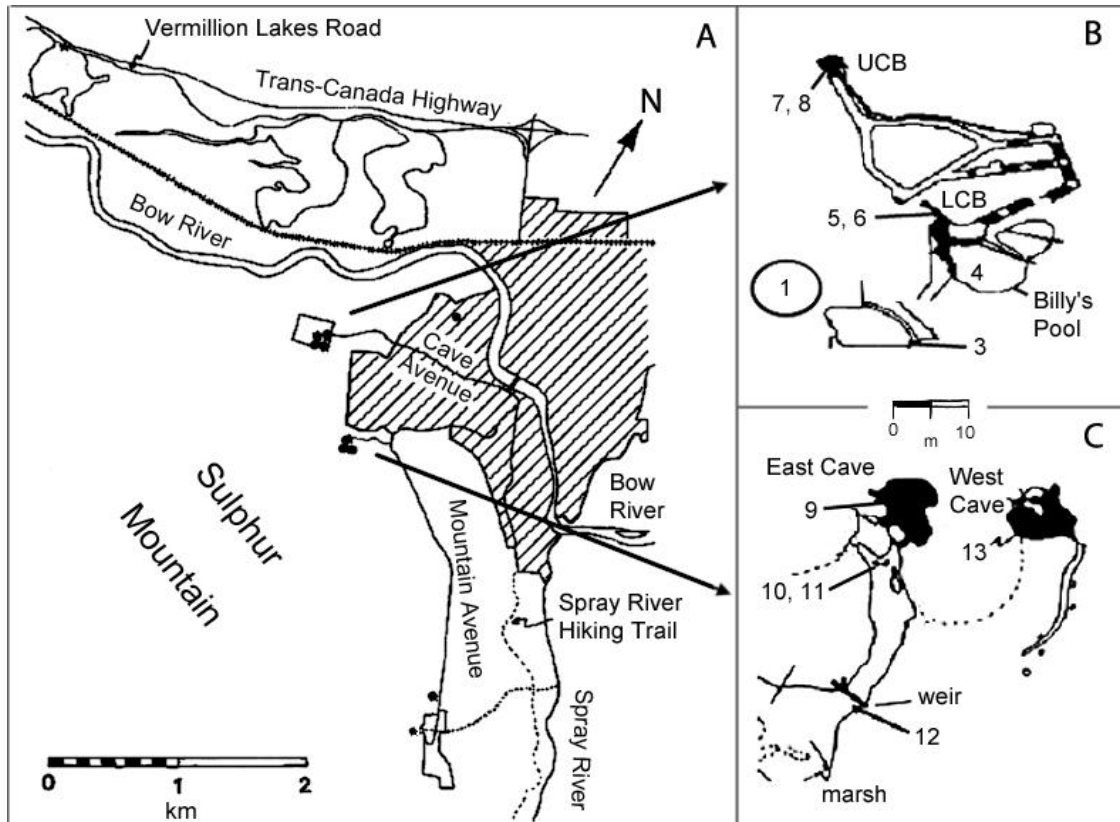 A
Vermillion Lakes Road
Trans-Canada Highway
N
Bow River
Cave
Avenue
Sulphur
Mountain
Bow
River
Mountain Avenue
Spray River
Hiking Trail
Spray River
0 1 2
km
B
UCB
7, 8
LCB
5, 6
4
1
Billy's
Pool
3
0 m 10
C
East Cave
West
Cave
9
13
10, 11
weir
12
marsh